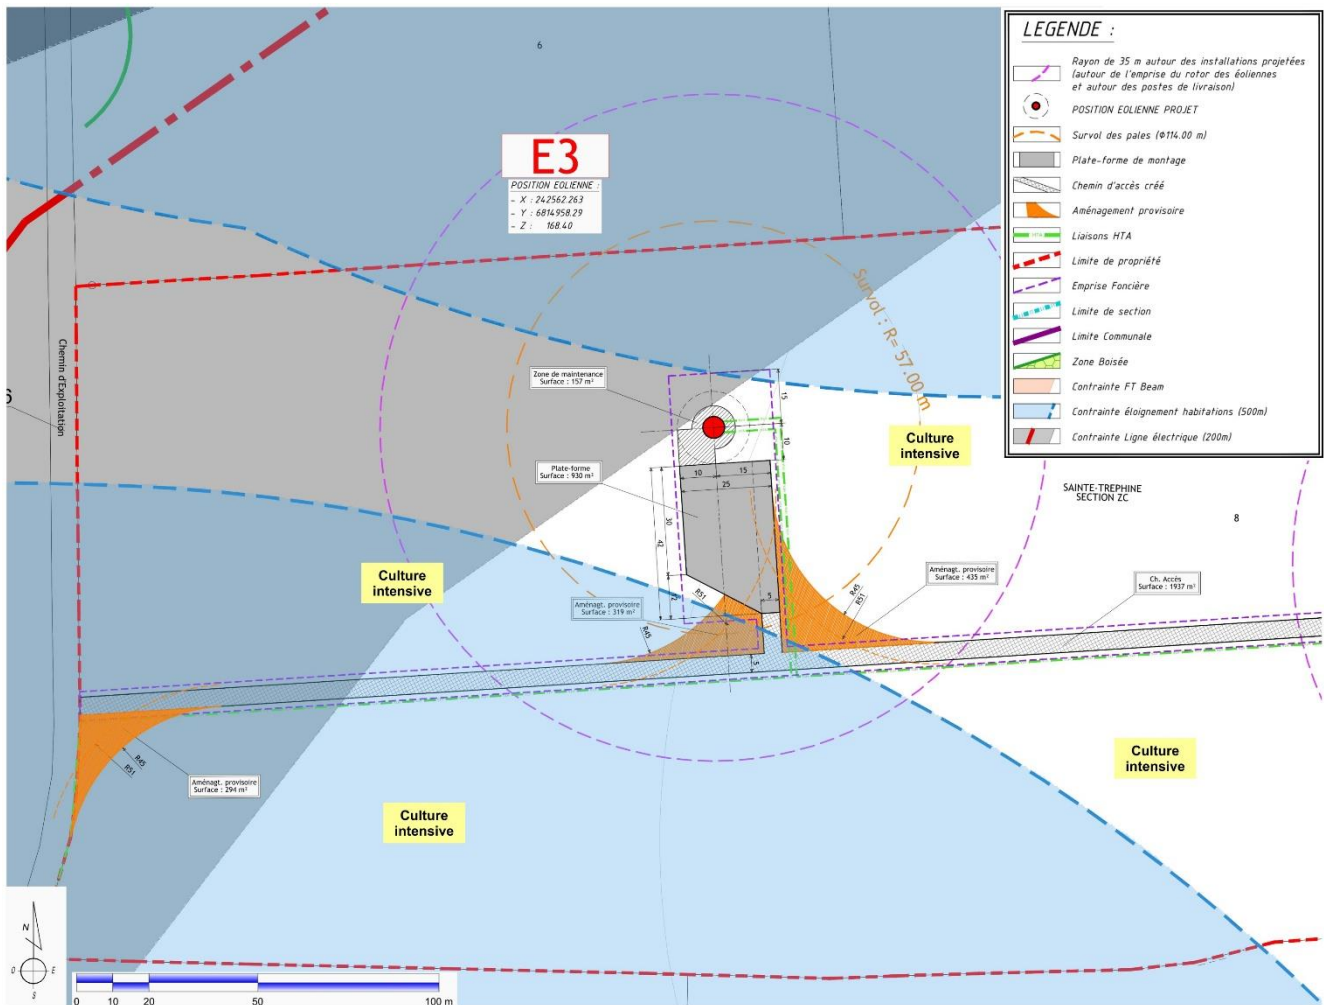 6
E3
POSITION EOLIENNE :
- X : 242562.263
- Y : 6814958.29
- Z : 168.40
LEGENDE :
Rayon de 35 m autour des installations projetées
(autour de l'emprise du rotor des éoliennes
et autour des postes de livraison)
POSITION EOLIENNE PROJET
Survol des pales (Φ114.00 m)
Plate-forme de montage
Chemin d'accès créé
Aménagement provisoire
HTA
Liaisons HTA
Limite de propriété
Emprise Foncière
Limite de section
Limite Communale
Zone Boisée
Contrainte FT Beam
Contrainte éloignement habitations (500m)
Contrainte Ligne électrique (200m)
Survol : R= 57.00 m
Chemin d'Exploitation
6
Zone de maintenance
Surface : 157 m²
15
10
Plate-forme
Surface : 930 m²
10
15
25
30
42
12
5
5
Culture
intensive
SAINTE-TREPHINE
SECTION ZC
8
Culture
intensive
Aménagt. provisoire
Surface : 319 m²
R51
R45
Aménagt. provisoire
Surface : 435 m²
R45
R51
Ch. Accès
Surface : 1937 m²
R45
R51
Aménagt. provisoire
Surface : 294 m²
Culture
intensive
Culture
intensive
N
O
E
S
0
10
20
50
100 m